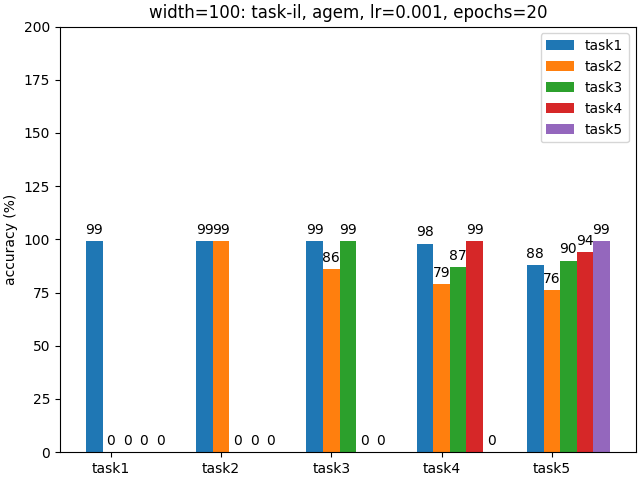 width=100: task-il, agem, lr=0.001, epochs=20
accuracy (%)
200
175
150
125
100
75
50
25
0
task1
task2
task3
task4
task5
99 0 0 0 0
99 99 0 0 0
99 86 99 0 0
98 79 87 99 0
88 76 90 94 99
task1 task2 task3 task4 task5